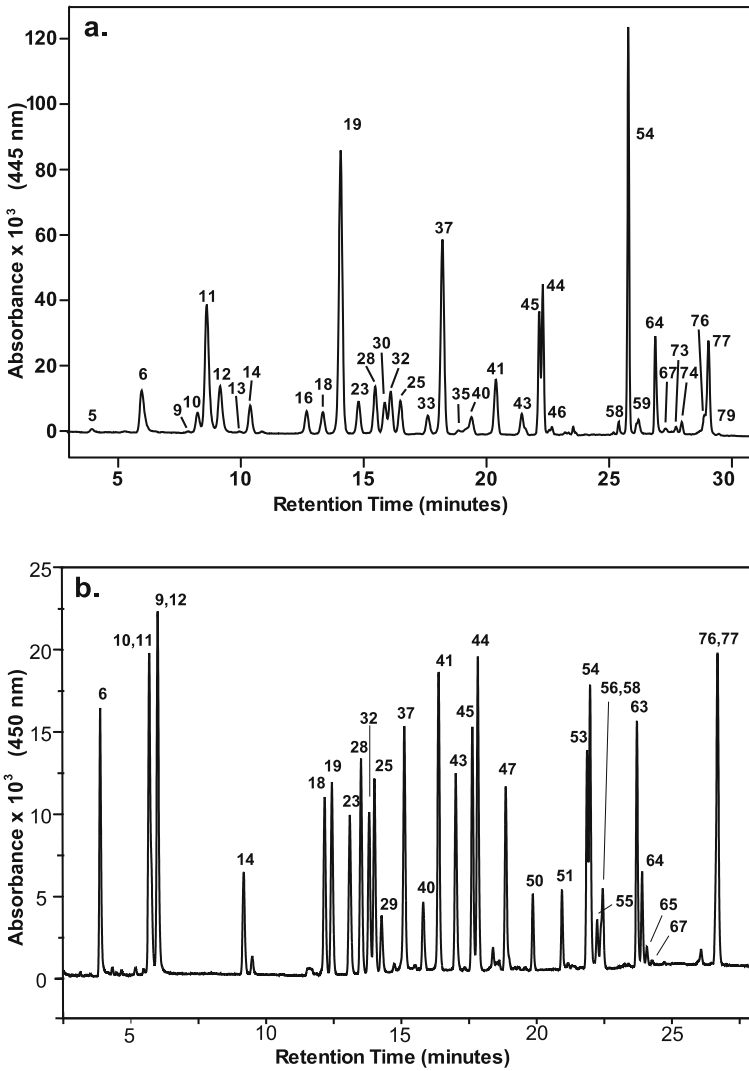 a.
Absorbance x 10³ (445 nm)
120
100
80
60
40
20
0
5 6 9 10 11 12 13 14 16 18 19 23 28 30 32 25 33 37 35 40 41 43 45 44 46 58 54 59 64 67 73 74 76 77 79
5 10 15 20 25 30
Retention Time (minutes)
b.
Absorbance x 10³ (450 nm)
25
20
15
10
5
0
6 10,11 9,12 14 18 19 23 28 32 25 29 37 40 41 43 45 44 47 50 51 53 54 55 56,58 63 64 65 67 76,77
5 10 15 20 25
Retention Time (minutes)